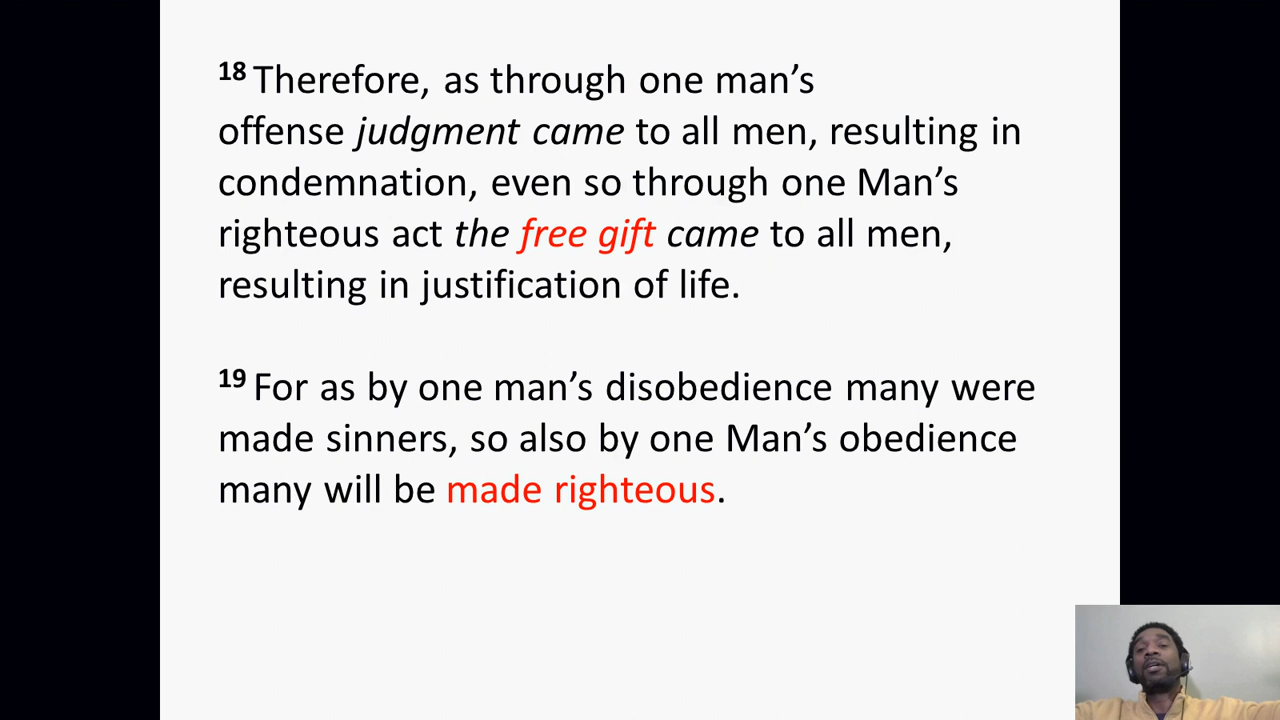 18 Therefore, as through one man’s
offense judgment came to all men, resulting in
condemnation, even so through one Man’s
righteous act the free gift came to all men,
resulting in justification of life.
19 For as by one man’s disobedience many were
made sinners, so also by one Man’s obedience
many will be made righteous.